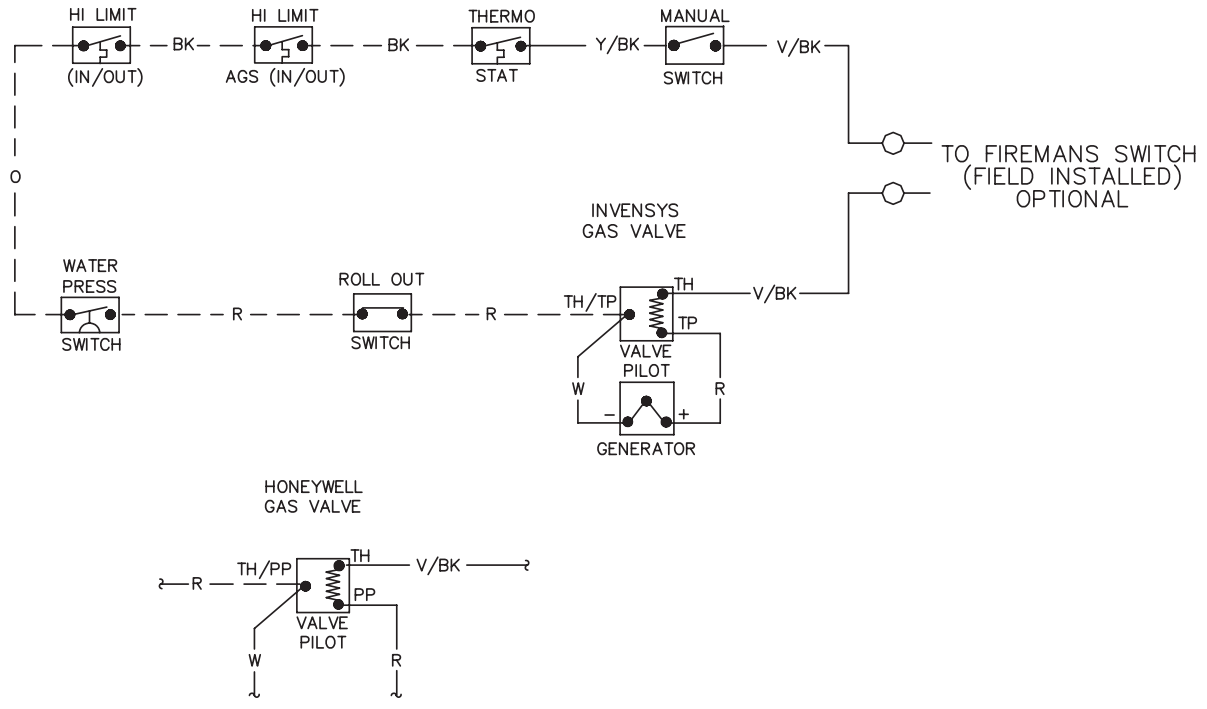 HI LIMIT
(IN/OUT)
BK
HI LIMIT
AGS (IN/OUT)
BK
THERMO
STAT
Y/BK
MANUAL
SWITCH
V/BK
TO FIREMANS SWITCH
(FIELD INSTALLED)
OPTIONAL
O
WATER
PRESS
SWITCH
R
ROLL OUT
SWITCH
R
INVENSYS
GAS VALVE
TH/TP
TH
V/BK
TP
VALVE
PILOT
W
R
-
+
GENERATOR
HONEYWELL
GAS VALVE
R
TH/PP
TH
V/BK
PP
VALVE
PILOT
W
R